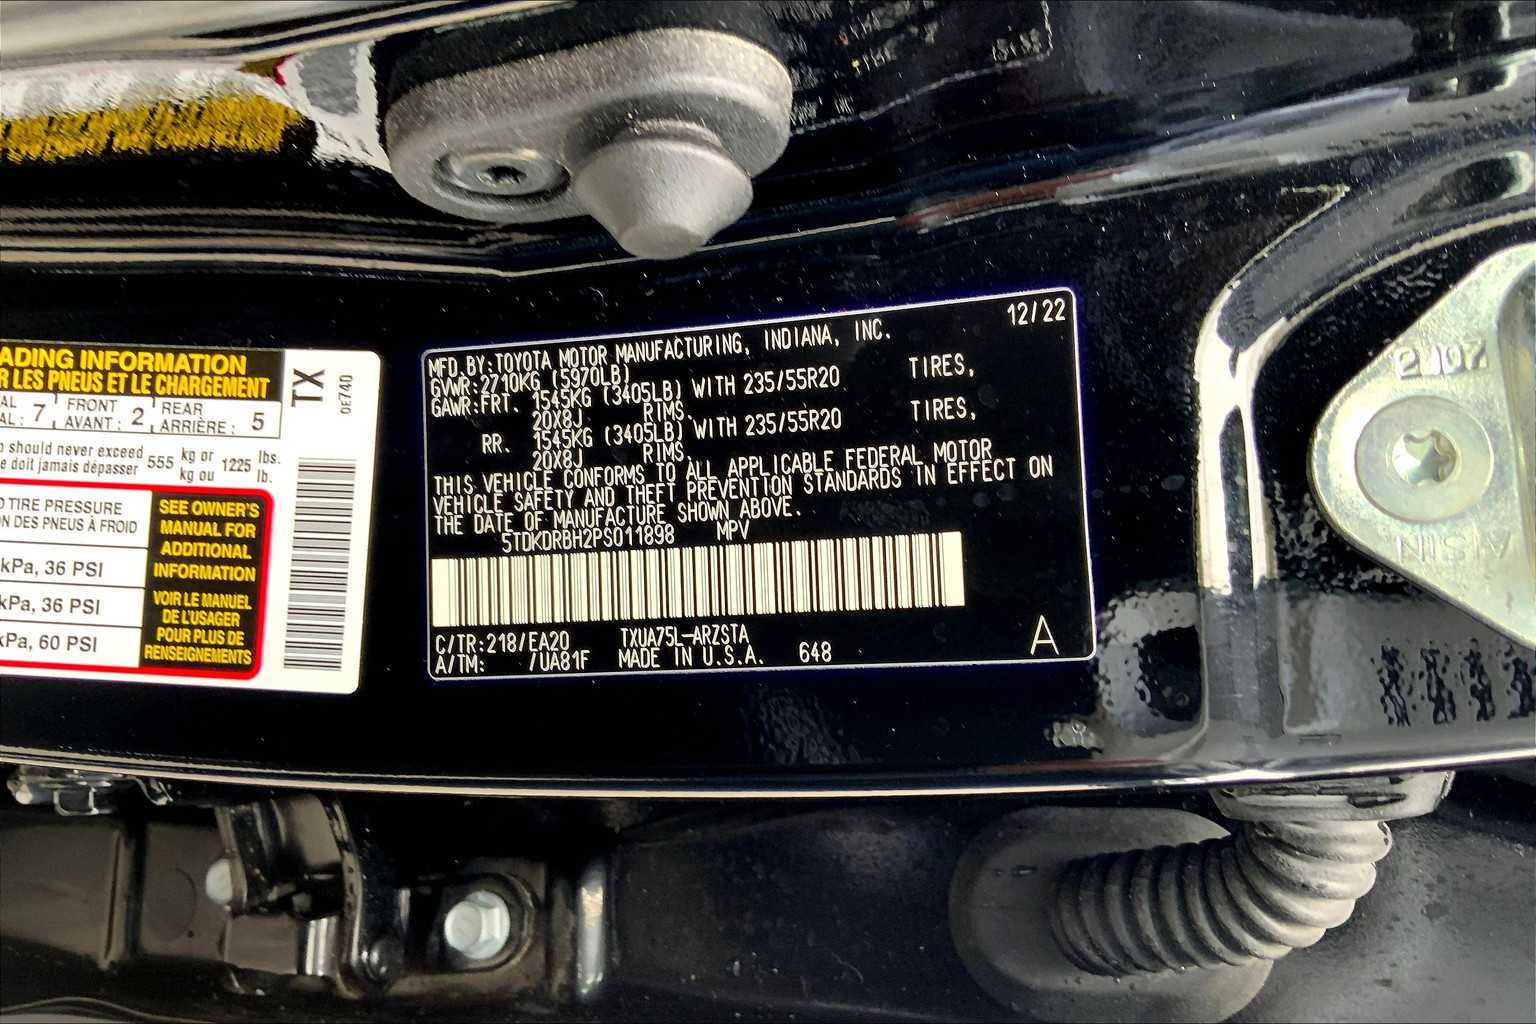 12/22
MFD.BY:TOYOTA MOTOR MANUFACTURING, INDIANA, INC.
GVWR:2710KG (5970LB)
GAWR:FRT. 1545KG (3405LB) WITH 235/55R20 TIRES,
20X8J RIMS,
RR. 1545KG (3405LB) WITH 235/55R20 TIRES,
20X8J RIMS,
THIS VEHICLE CONFORMS TO ALL APPLICABLE FEDERAL MOTOR
VEHICLE SAFETY AND THEFT PREVENTION STANDARDS IN EFFECT ON
THE DATE OF MANUFACTURE SHOWN ABOVE.
5TDKDRBH2PS011898 MPV
C/TR:218/EA20 TXUA75L-ARZSTA
A/TM: /UA81F MADE IN U.S.A. 648
A
ADING INFORMATION
R LES PNEUS ET LE CHARGEMENT
AL : 7 FRONT AVANT : 2 REAR ARRIÈRE : 5
should never exceed 555 kg or 1225 lbs.
e doit jamais dépasser kg ou lb.
TIRE PRESSURE
ON DES PNEUS À FROID
kPa, 36 PSI
kPa, 36 PSI
kPa, 60 PSI
SEE OWNER'S
MANUAL FOR
ADDITIONAL
INFORMATION
VOIR LE MANUEL
DE L'USAGER
POUR PLUS DE
RENSEIGNEMENTS
TX
0E740
AISIN